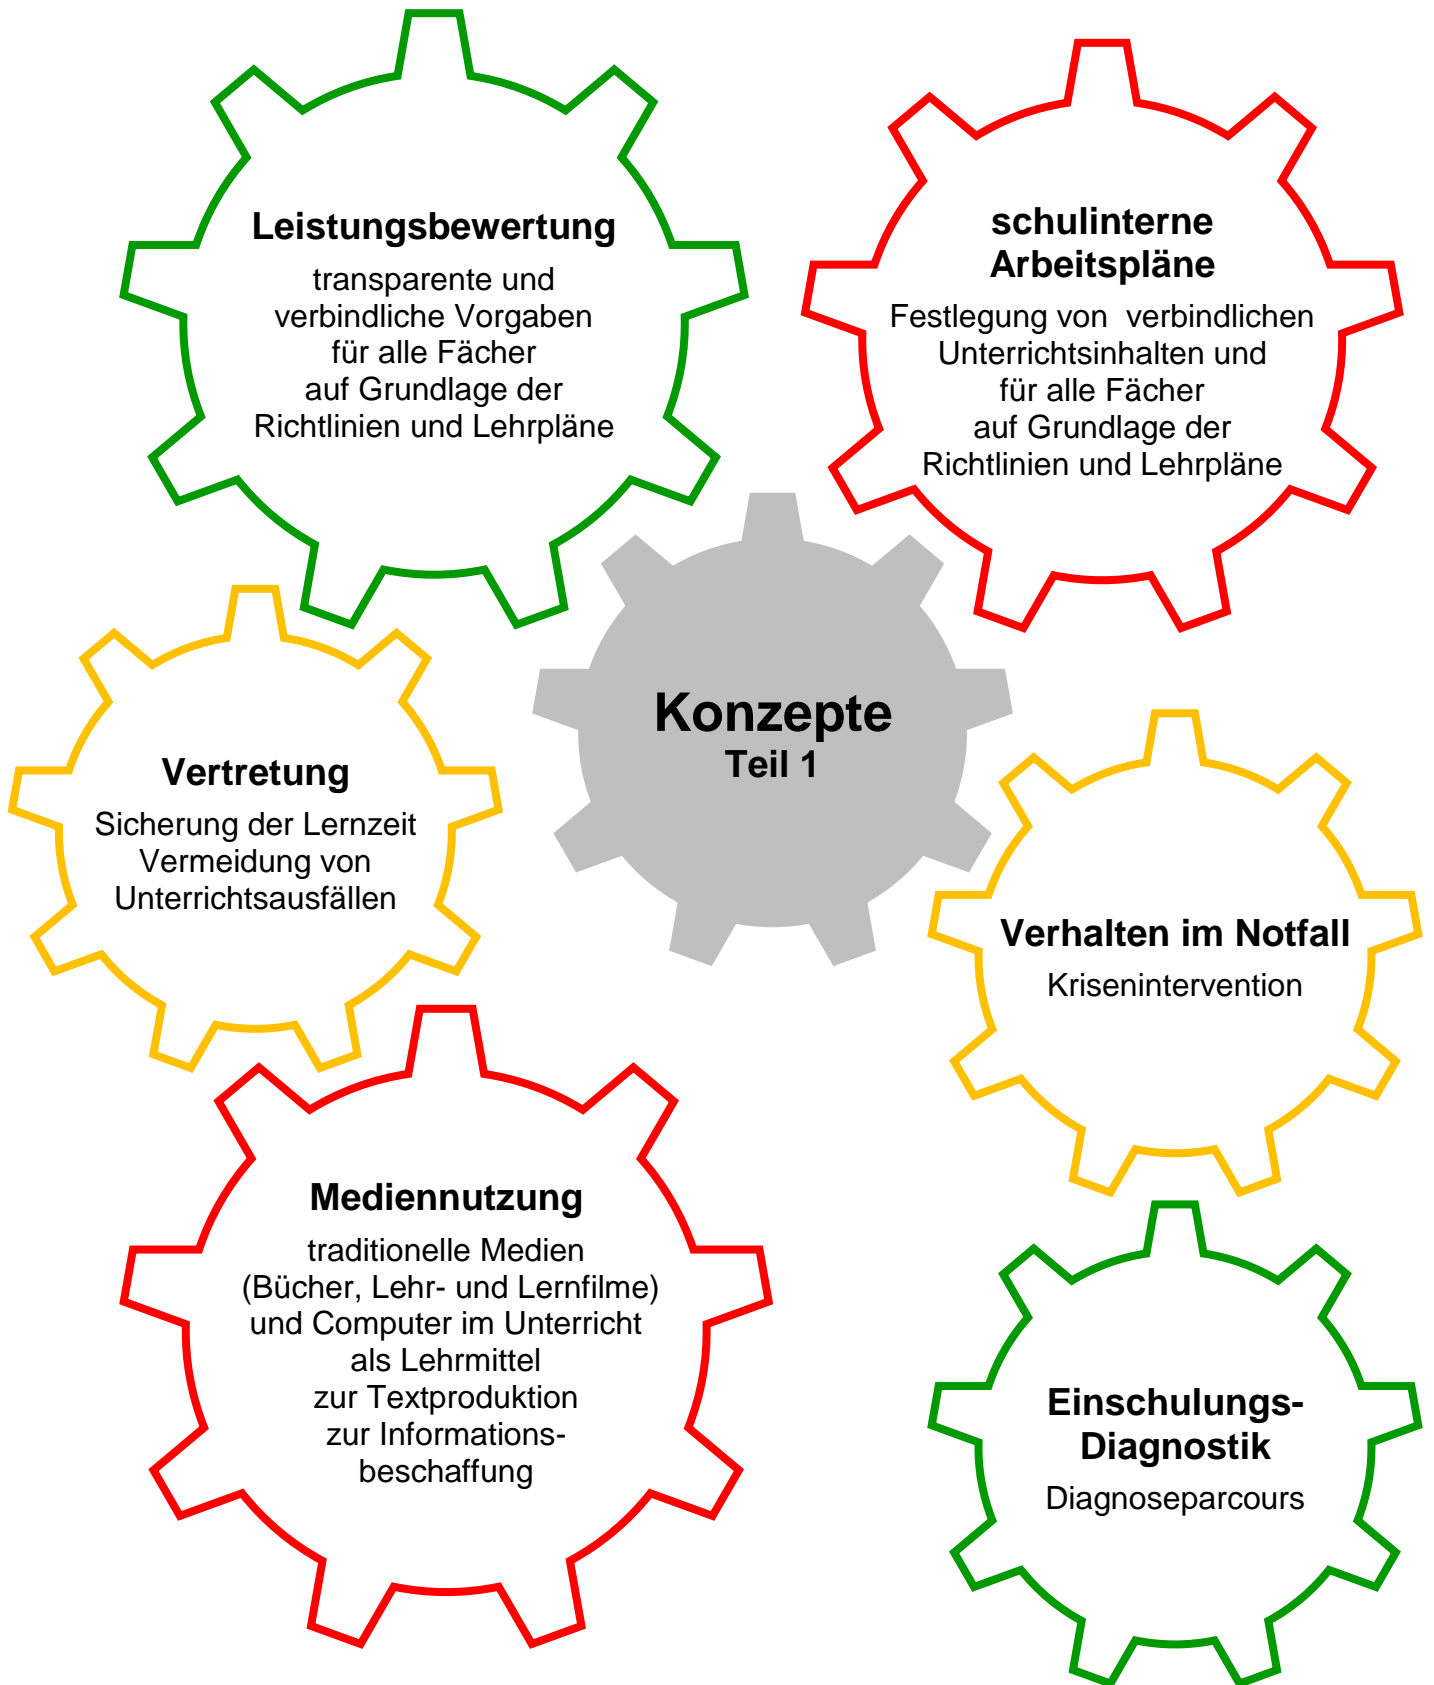 Leistungsbewertung
transparente und
verbindliche Vorgaben
für alle Fächer
auf Grundlage der
Richtlinien und Lehrpläne
schulinterne
Arbeitspläne
Festlegung von  verbindlichen
Unterrichtsinhalten und
für alle Fächer
auf Grundlage der
Richtlinien und Lehrpläne
Konzepte
Teil 1
Vertretung
Sicherung der Lernzeit
Vermeidung von
Unterrichtsausfällen
Verhalten im Notfall
Krisenintervention
Mediennutzung
traditionelle Medien
(Bücher, Lehr- und Lernfilme)
und Computer im Unterricht
als Lehrmittel
zur Textproduktion
zur Informations-
beschaffung
Einschulungs-
Diagnostik
Diagnoseparcours